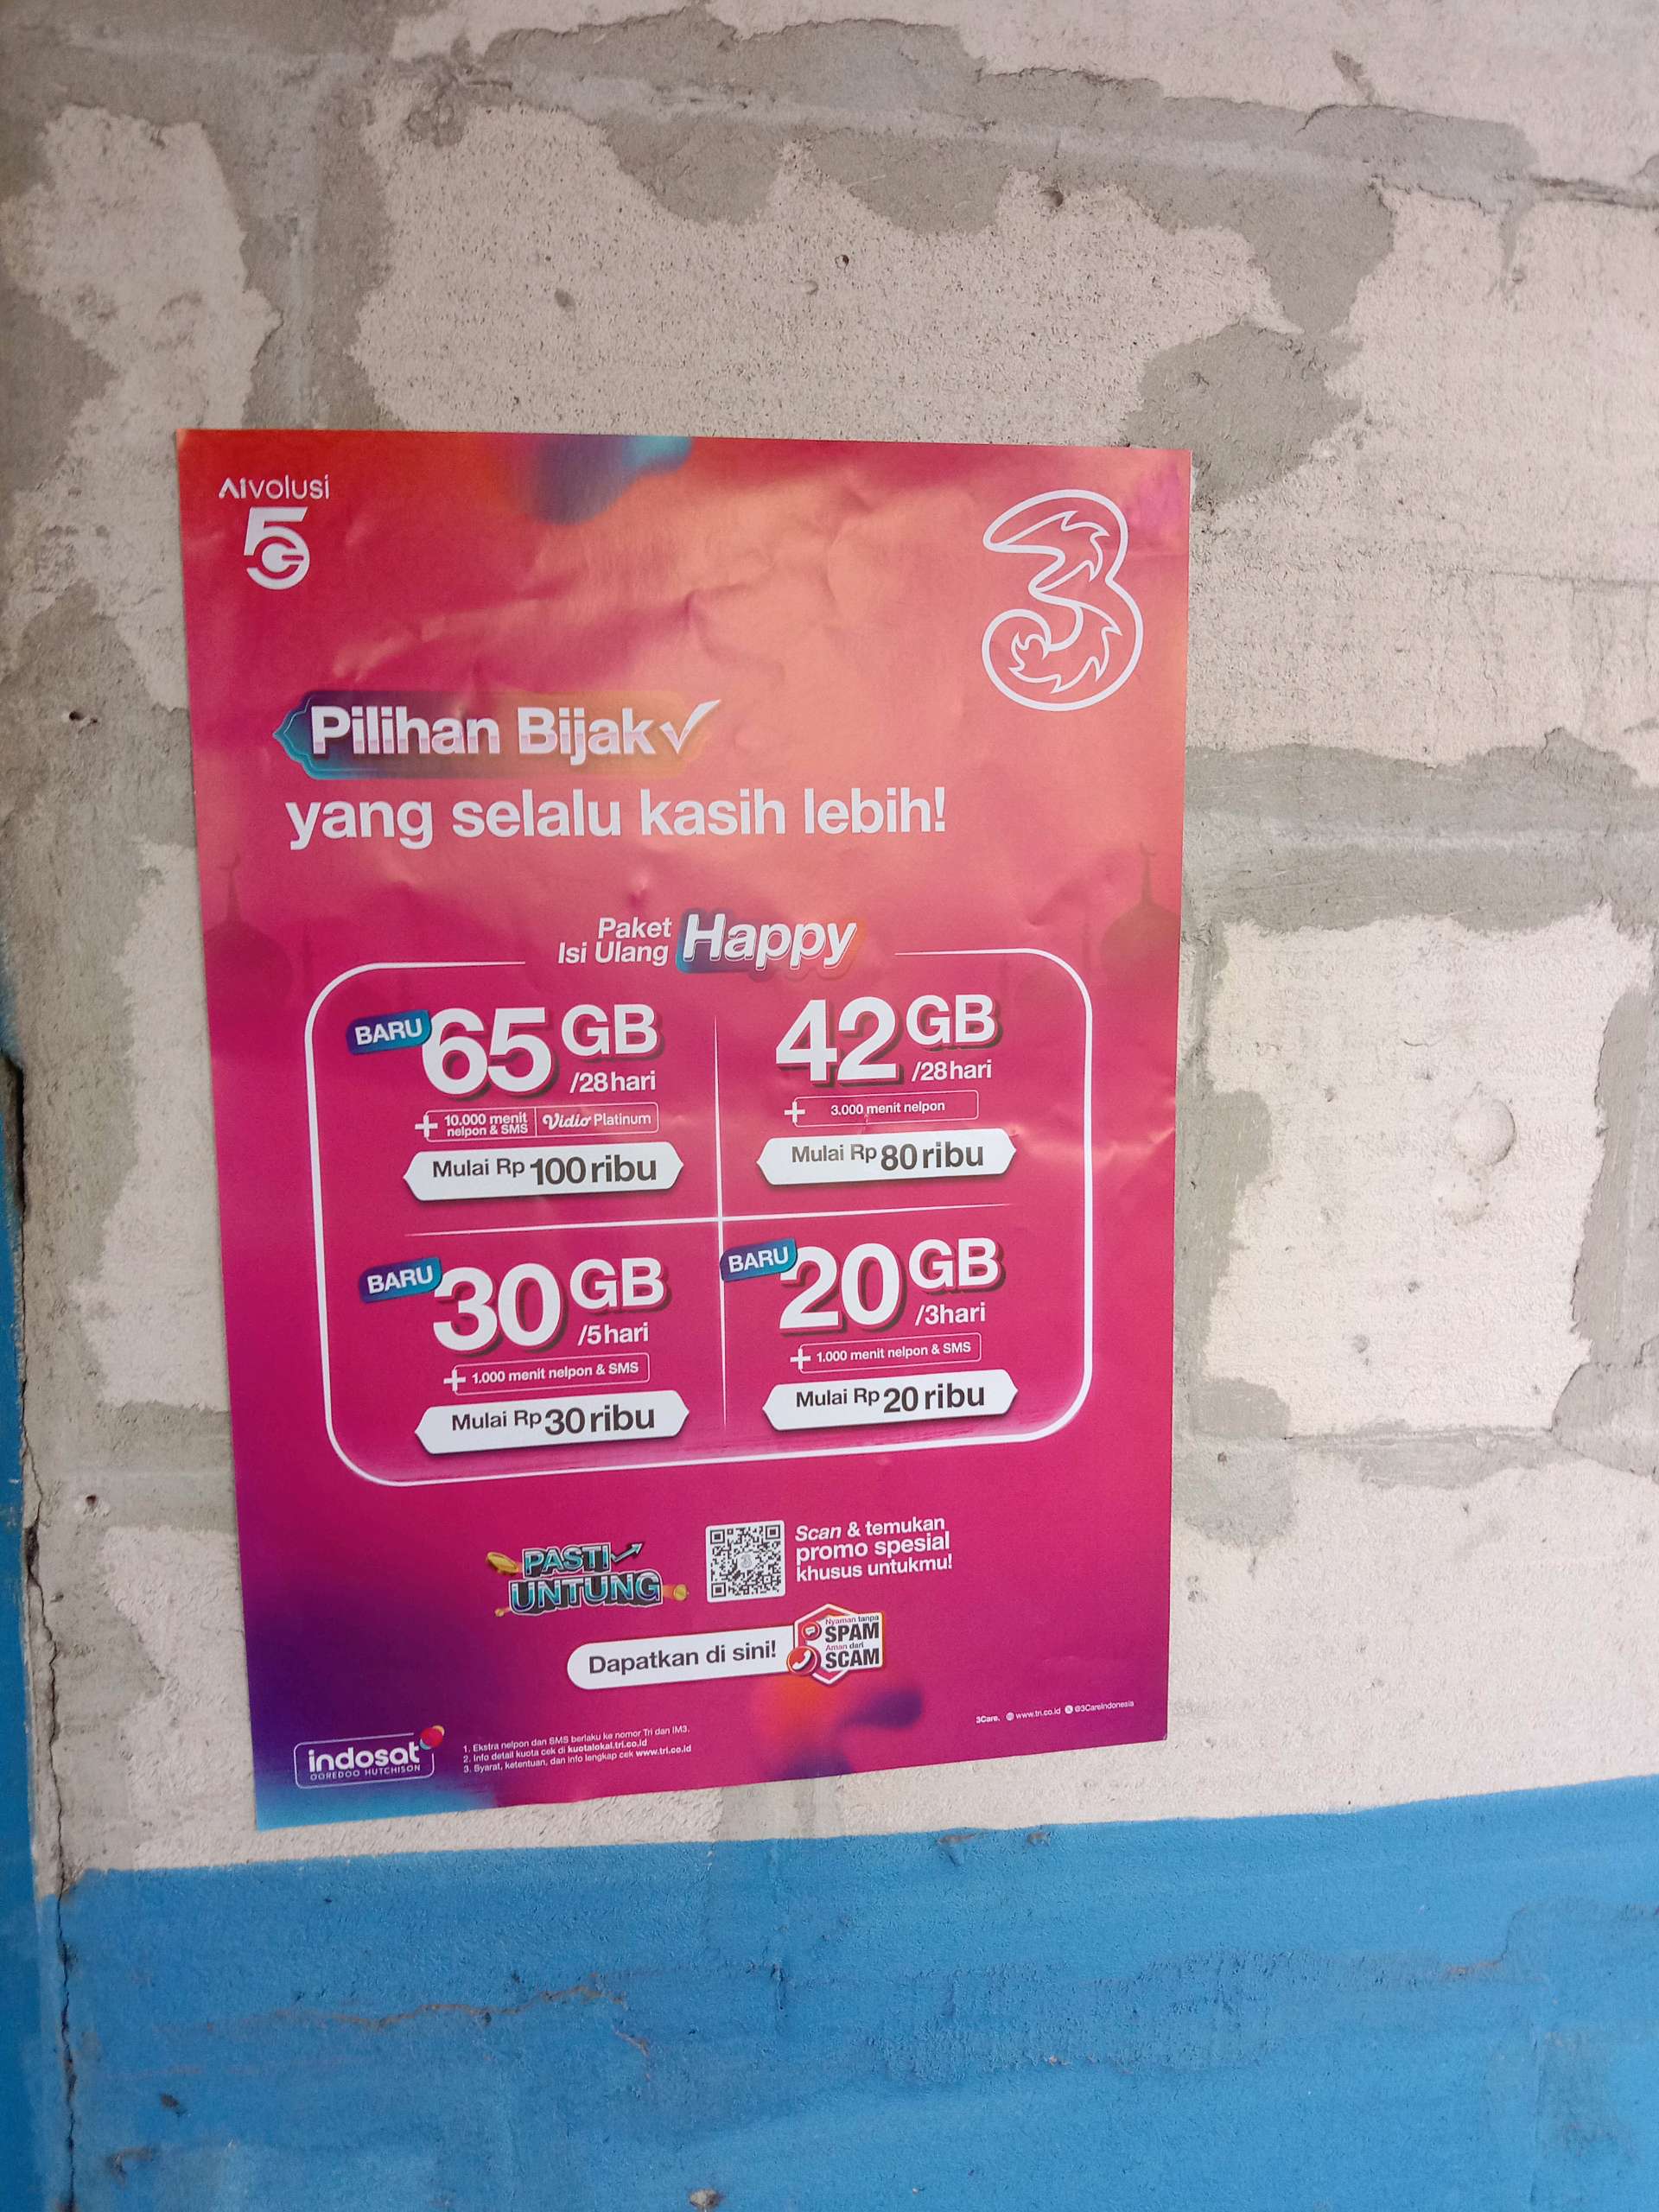 AIvolusi
5G
3
Pilihan Bijak
yang selalu kasih lebih!
Paket
Isi Ulang
Happy
BARU
65 GB
/28hari
+ 10.000 menit
nelpon & SMS
Vidio Platinum
Mulai Rp 100 ribu
42 GB
/28hari
+ 3.000 menit nelpon
Mulai Rp 80 ribu
BARU
30 GB
/5hari
+ 1.000 menit nelpon & SMS
Mulai Rp 30 ribu
BARU
20 GB
/3hari
+ 1.000 menit nelpon & SMS
Mulai Rp 20 ribu
PASTI
UNTUNG
Scan & temukan
promo spesial
khusus untukmu!
Dapatkan di sini!
Nyaman tanpa
SPAM
Aman dari
SCAM
3Care. www.tri.co.id @3CareIndonesia
indosat
OOREDOO HUTCHISON
1. Ekstra nelpon dan SMS berlaku ke nomor Tri dan IM3.
2. Info detail kuota cek di kuotalokal.tri.co.id
3. Syarat, ketentuan, dan info lengkap cek www.tri.co.id